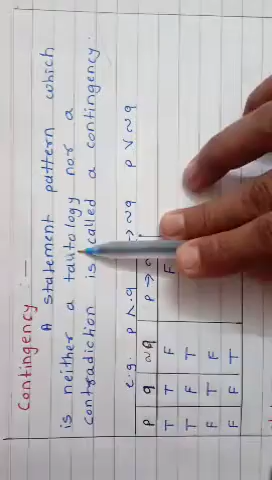 Contingency :-
A statement pattern which
is neither a tautology nor a
contradiction is called a contingency.
e.g. p ∧ q → ~q p ∨ ~q
p q ~q p →
T T F F
T F T
F T F
F F T